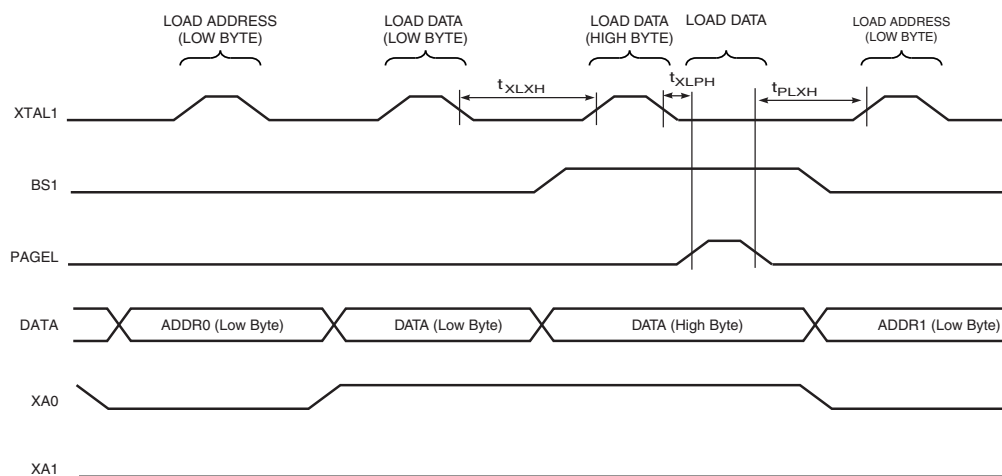 LOAD ADDRESS
(LOW BYTE)
LOAD DATA
(LOW BYTE)
LOAD DATA
(HIGH BYTE)
LOAD DATA
LOAD ADDRESS
(LOW BYTE)
XTAL1
tXLXH
tXLPH
tPLXH
BS1
PAGEL
DATA
ADDR0 (Low Byte)
DATA (Low Byte)
DATA (High Byte)
ADDR1 (Low Byte)
XA0
XA1